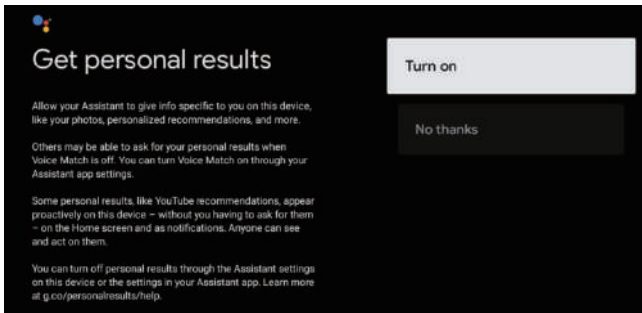 Get personal results
Allow your Assistant to give info specific to you on this device,
like your photos, personalized recommendations, and more.
Others may be able to ask for your personal results when
Voice Match is off. You can turn Voice Match on through your
Assistant app settings.
Some personal results, like YouTube recommendations, appear
proactively on this device – without you having to ask for them
– on the Home screen and as notifications. Anyone can see
and act on them.
You can turn off personal results through the Assistant settings
on this device or the settings in your Assistant app. Learn more
at g.co/personalresults/help.
Turn on
No thanks